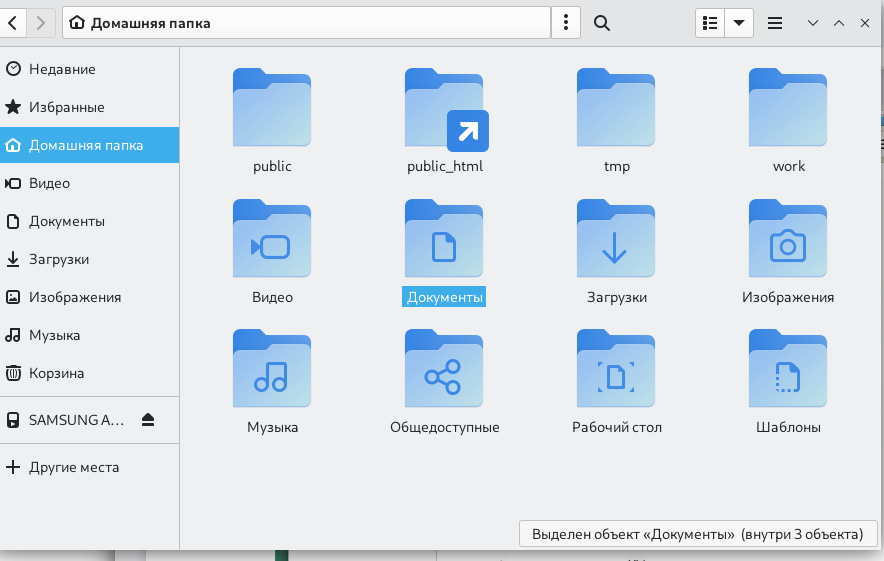 Домашняя папка
Недавние
Избранные
Домашняя папка
Видео
Документы
Загрузки
Изображения
Музыка
Корзина
SAMSUNG A...
Другие места
public
public_html
tmp
work
Видео
Документы
Загрузки
Изображения
Музыка
Общедоступные
Рабочий стол
Шаблоны
Выделен объект «Документы» (внутри 3 объекта)